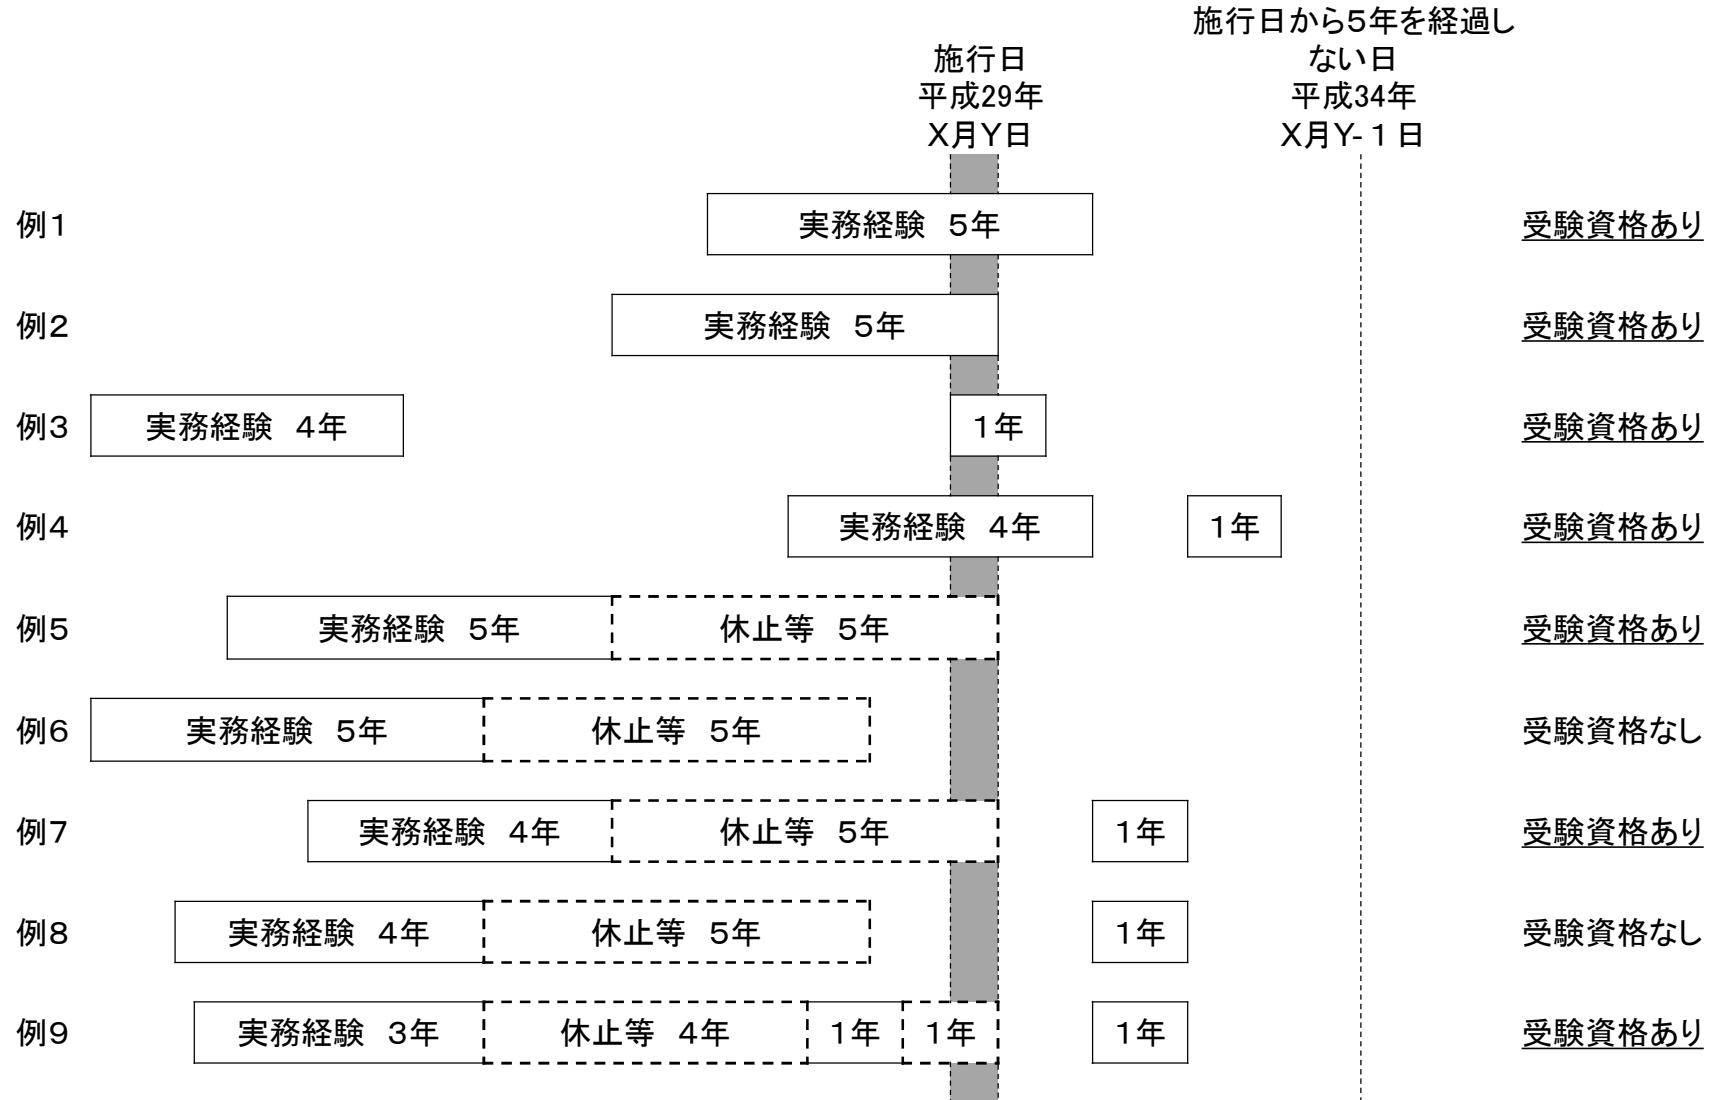 施行日から5年を経過し
ない日
平成34年
X月Y-1日
施行日
平成29年
X月Y日
例1 実務経験 5年 受験資格あり
例2 実務経験 5年 受験資格あり
例3 実務経験 4年 1年 受験資格あり
例4 実務経験 4年 1年 受験資格あり
例5 実務経験 5年 休止等 5年 受験資格あり
例6 実務経験 5年 休止等 5年 受験資格なし
例7 実務経験 4年 休止等 5年 1年 受験資格あり
例8 実務経験 4年 休止等 5年 1年 受験資格なし
例9 実務経験 3年 休止等 4年 1年 1年 1年 受験資格あり